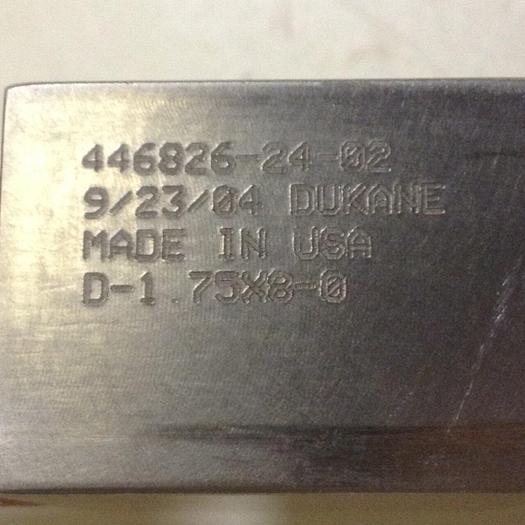 446826-24-02
9/23/04 DUKANE
MADE IN USA
D-1.75X8-0